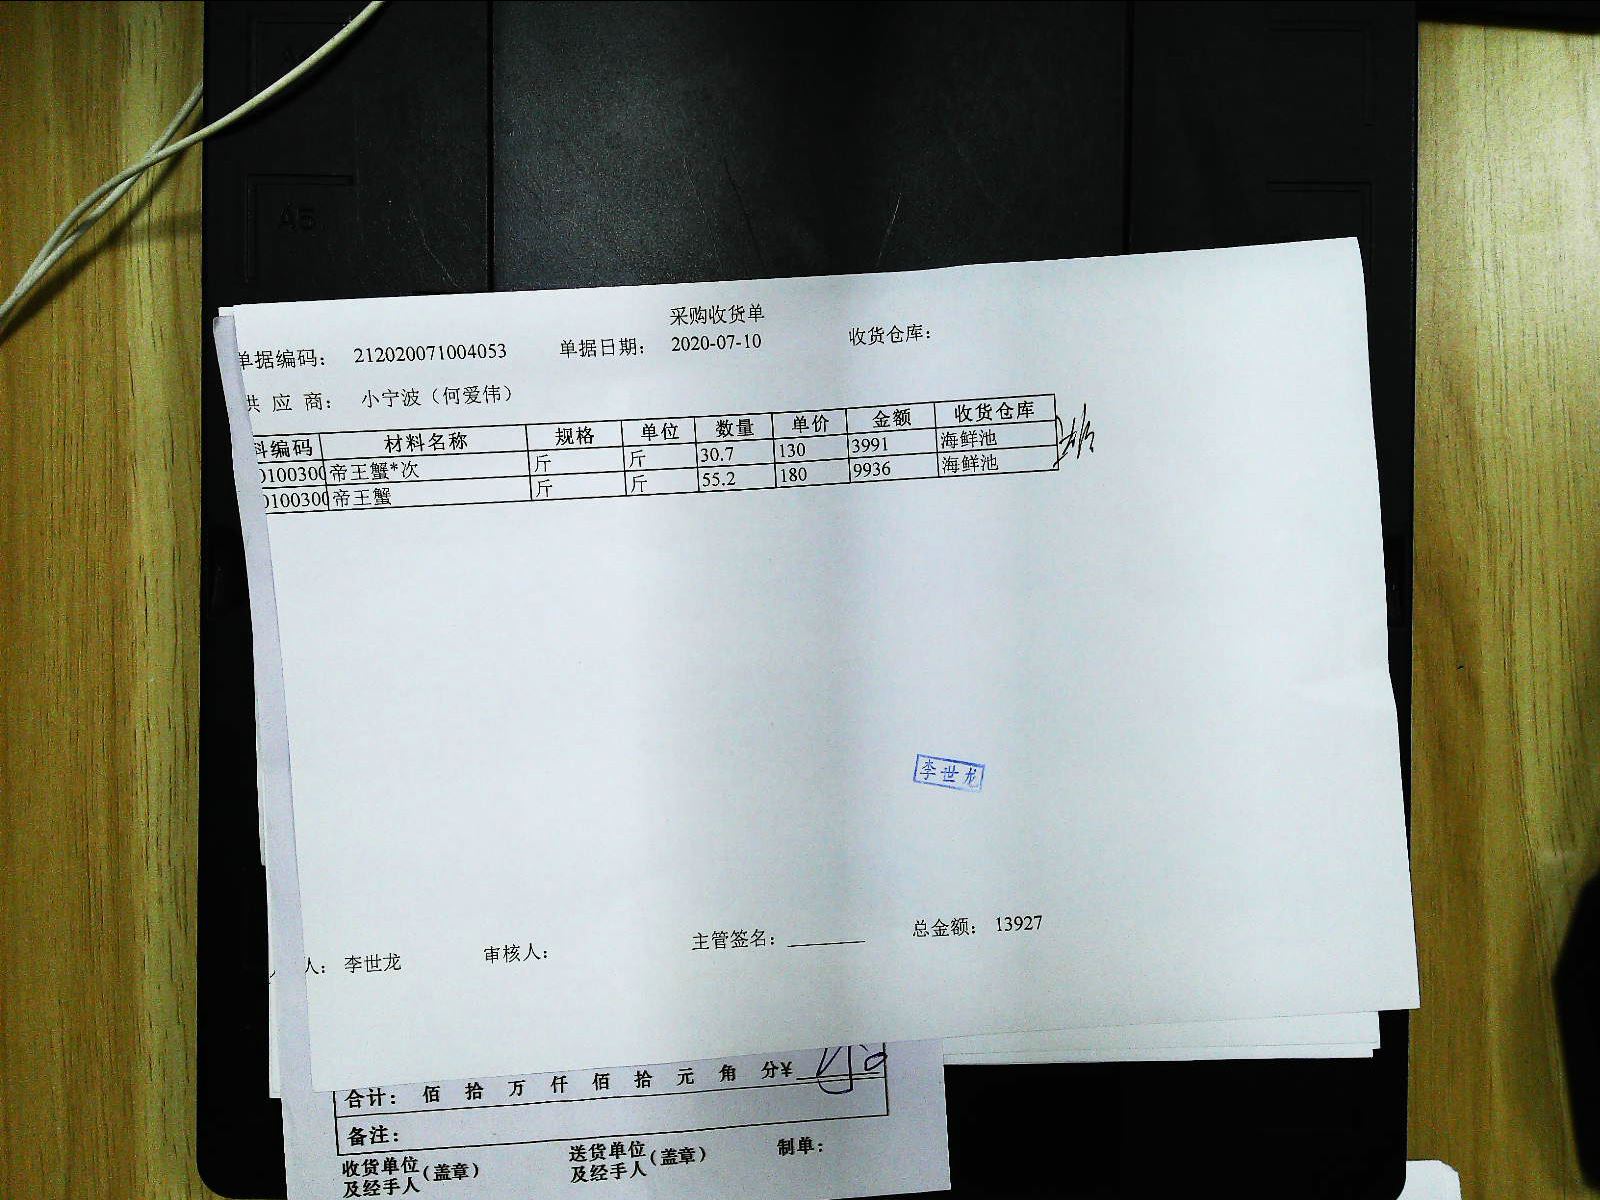 采购收货单
单据编码： 212020071004053 单据日期： 2020-07-10 收货仓库：
供 应 商： 小宁波（何爱伟）
料编码 材料名称 规格 单位 数量 单价 金额 收货仓库
0100300 帝王蟹*次 斤 斤 30.7 130 3991 海鲜池
0100300 帝王蟹 斤 斤 55.2 180 9936 海鲜池
李世龙
人： 李世龙 审核人： 主管签名： 总金额： 13927
合计： 佰 拾 万 仟 佰 拾 元 角 分¥
备注：
收货单位及经手人(盖章) 送货单位及经手人(盖章) 制单：
A5